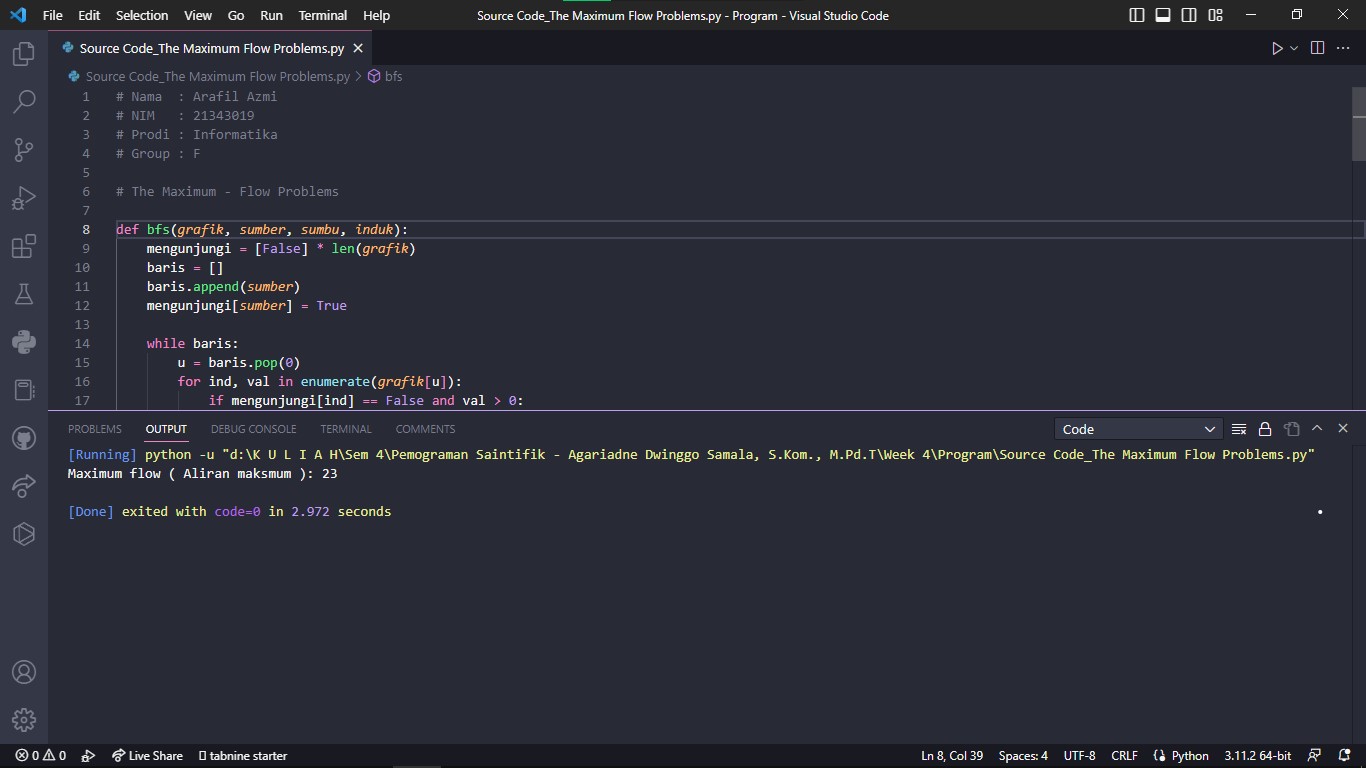 File Edit Selection View Go Run Terminal Help Source Code_The Maximum Flow Problems.py - Program - Visual Studio Code
Source Code_The Maximum Flow Problems.py
Source Code_The Maximum Flow Problems.py > bfs
1 # Nama  : Arafil Azmi
2 # NIM   : 21343019
3 # Prodi : Informatika
4 # Group : F
5
6 # The Maximum - Flow Problems
7
8 def bfs(grafik, sumber, sumbu, induk):
9     mengunjungi = [False] * len(grafik)
10     baris = []
11     baris.append(sumber)
12     mengunjungi[sumber] = True
13
14     while baris:
15         u = baris.pop(0)
16         for ind, val in enumerate(grafik[u]):
17             if mengunjungi[ind] == False and val > 0:
PROBLEMS OUTPUT DEBUG CONSOLE TERMINAL COMMENTS Code
[Running] python -u "d:\K U L I A H\Sem 4\Pemograman Saintifik - Agariadne Dwinggo Samala, S.Kom., M.Pd.T\Week 4\Program\Source Code_The Maximum Flow Problems.py"
Maximum flow ( Aliran maksmum ): 23
[Done] exited with code=0 in 2.972 seconds
0 0 Live Share tabnine starter Ln 8, Col 39 Spaces: 4 UTF-8 CRLF Python 3.11.2 64-bit